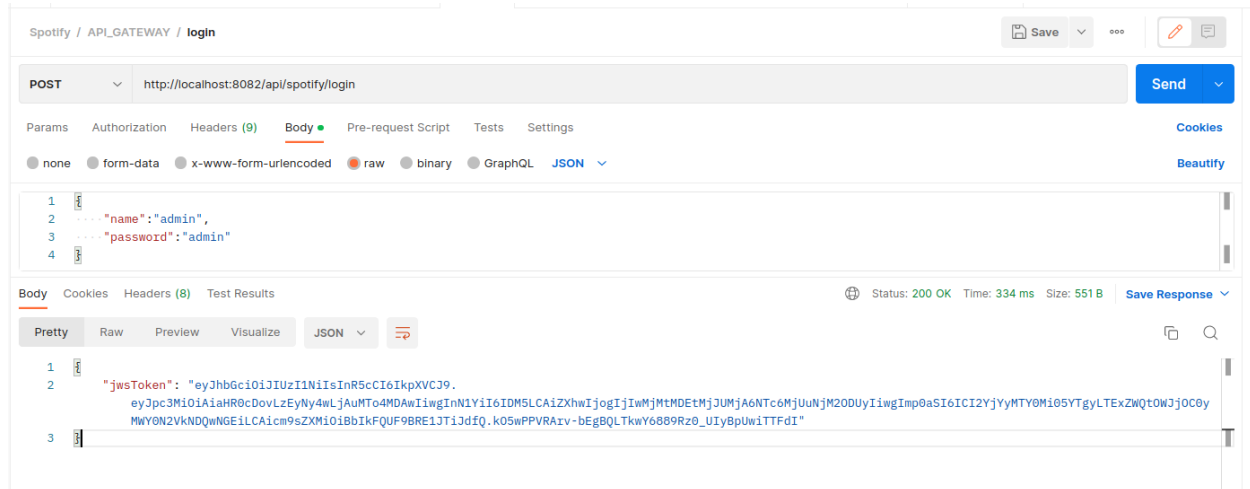 Spotify / API_GATEWAY / login
Save
POST
http://localhost:8082/api/spotify/login
Send
Params Authorization Headers (9) Body Pre-request Script Tests Settings Cookies
none form-data x-www-form-urlencoded raw binary GraphQL JSON Beautify
1 {
2 ····"name":"admin",
3 ····"password":"admin"
4 }
Body Cookies Headers (8) Test Results Status: 200 OK Time: 334 ms Size: 551 B Save Response
Pretty Raw Preview Visualize JSON
1 {
2 "jwsToken": "eyJhbGciOiJIUzI1NiIsInR5cCI6IkpXVCJ9.
eyJpc3MiOiAiaHR0cDovLzEyNy4wLjAuMTo4MDAwIiwgInN1YiI6IDM5LCAiZXhwIjogIjIwMjMtMDEtMjJUMjA6NTc6MjUuNjM2ODUyIiwgImp0aSI6ICI2YjYyMTY0Mi05YTgyLTExZWQtOWJjOC0y
MWY0N2VkNDQwNGEiLCAicm9sZXMiOiBbIkFQUF9BRE1JTiJdfQ.kO5wPPVRArv-bEgBQLTkwY6889Rz0_UIyBpUwiTTFdI"
3 }